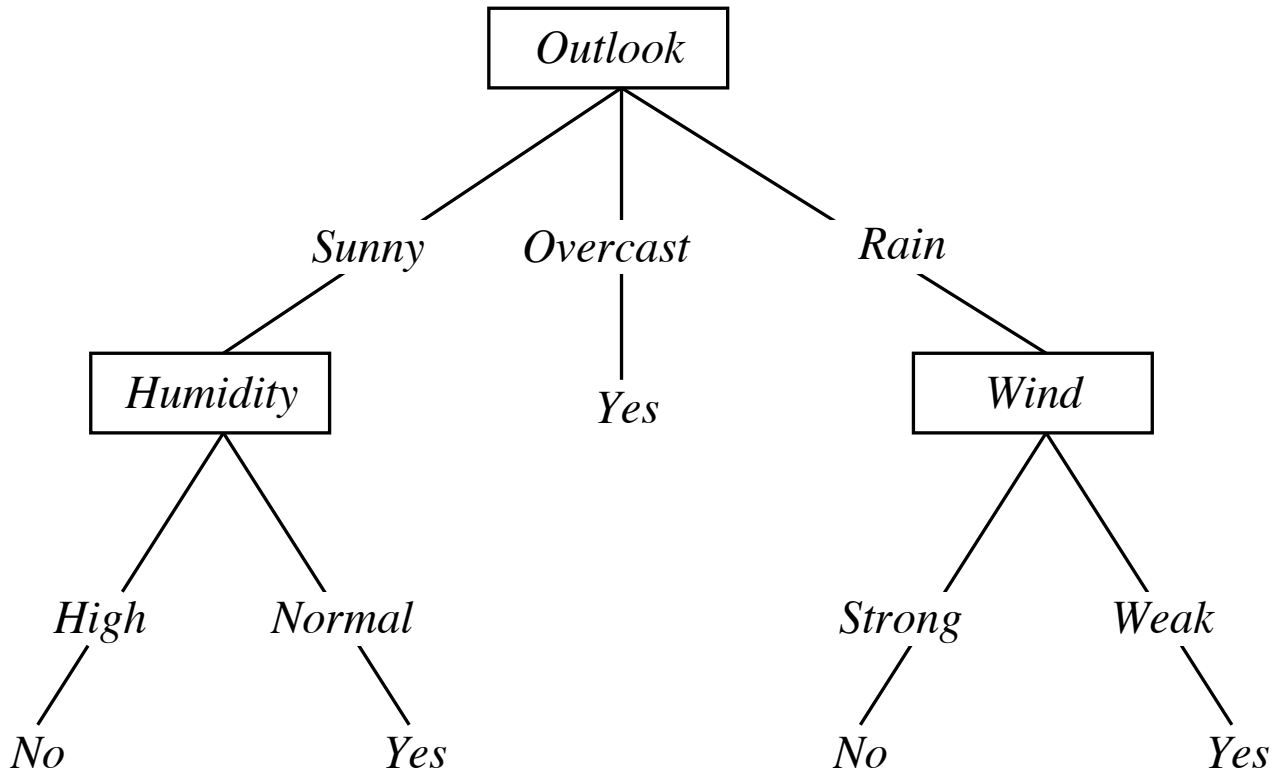 Outlook
Sunny Overcast Rain
Humidity Yes Wind
High Normal Strong Weak
No Yes No Yes